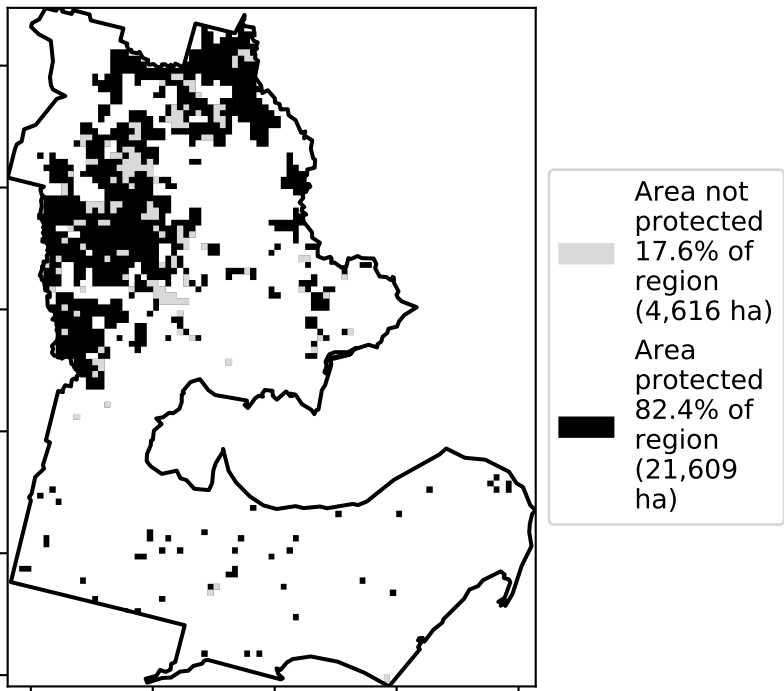 Area not
protected
17.6% of
region
(4,616 ha)
Area
protected
82.4% of
region
(21,609
ha)